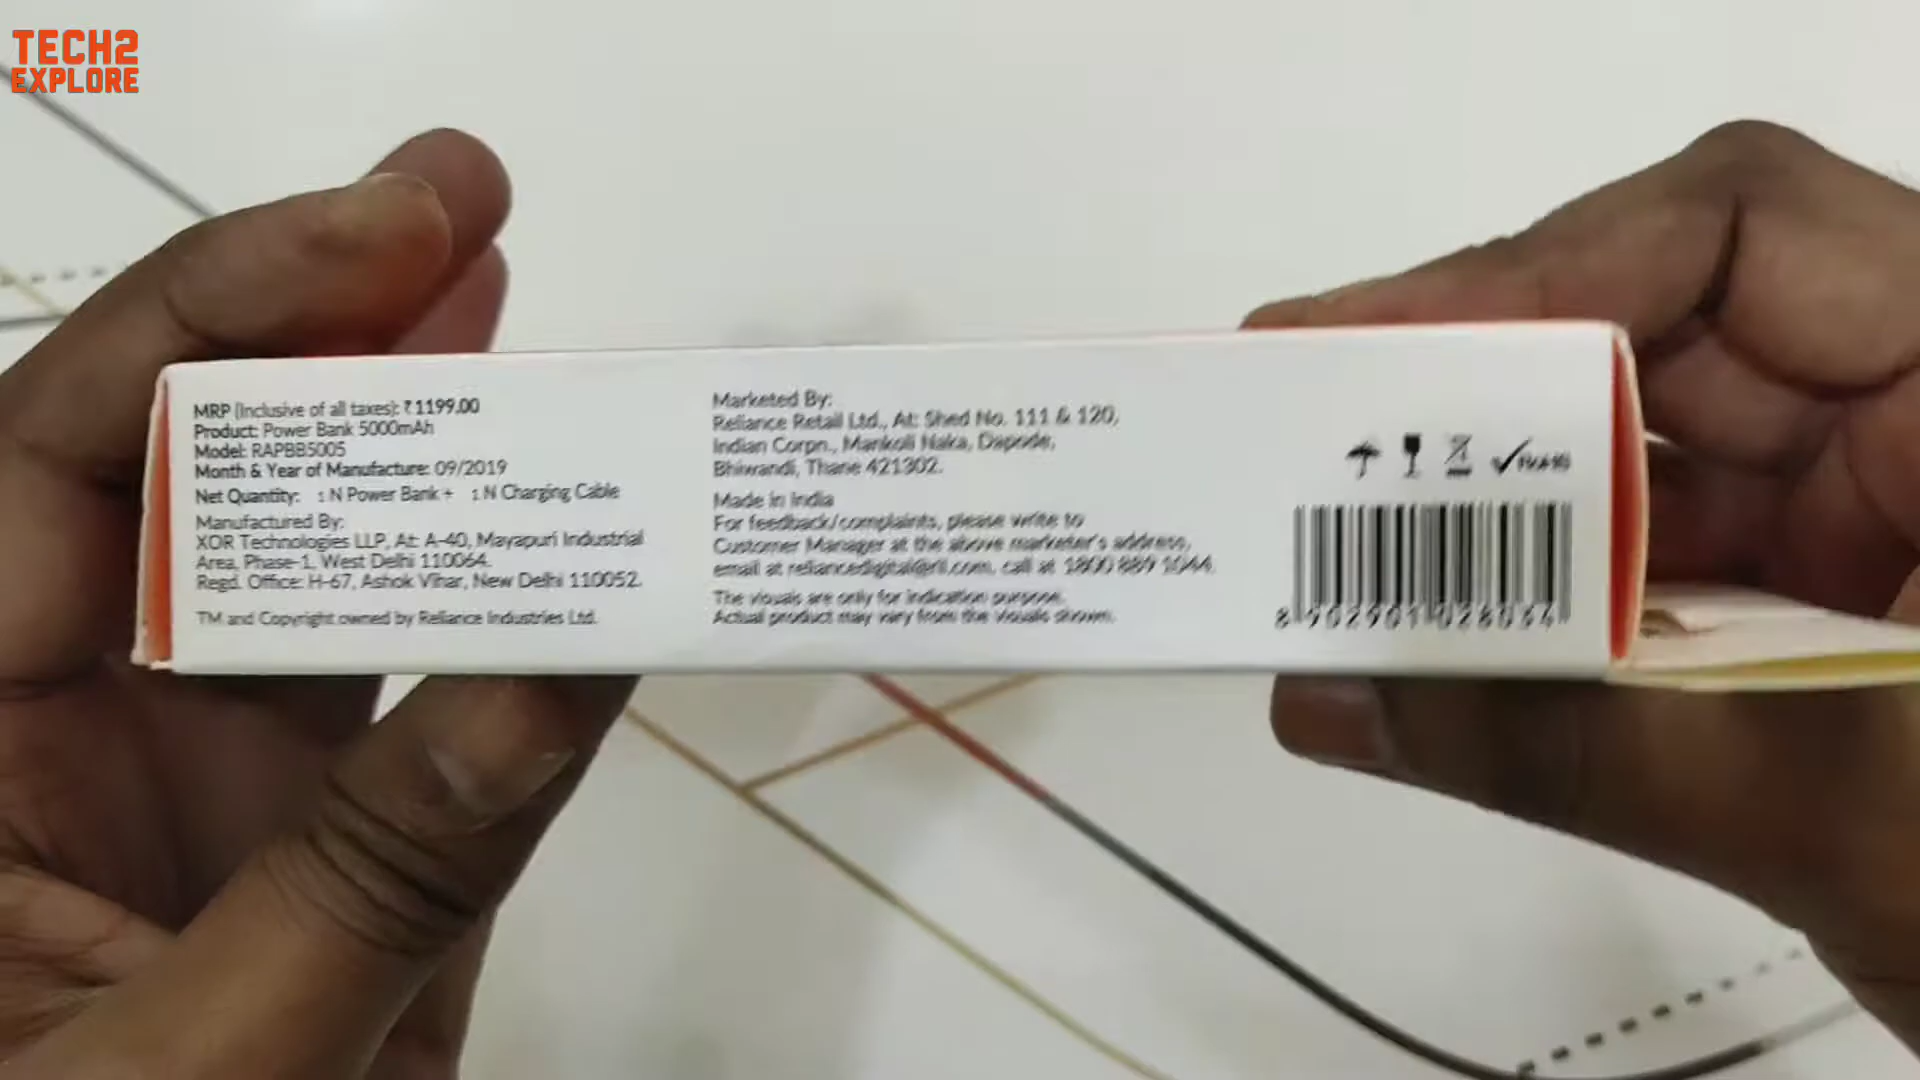 TECH2
EXPLORE
MRP (Inclusive of all taxes): ₹1199.00
Product: Power Bank 5000mAh
Model: RAPBB5005
Month & Year of Manufacture: 09/2019
Net Quantity: 1 N Power Bank + 1 N Charging Cable
Manufactured By:
XOR Technologies LLP, At: A-40, Mayapuri Industrial
Area, Phase-1, West Delhi 110064.
Regd. Office: H-67, Ashok Vihar, New Delhi 110052.
TM and Copyright owned by Reliance Industries Ltd.
Marketed By:
Reliance Retail Ltd., At: Shed No. 111 & 120,
Indian Corpn., Mankoli Naka, Dapode,
Bhiwandi, Thane 421302.
Made in India
For feedback/complaints, please write to
Customer Manager at the above marketer's address,
email at reliancedigital@ril.com, call at 1800 889 1044.
The visuals are only for indication purpose.
Actual product may vary from the visuals shown.
8 902901 028034